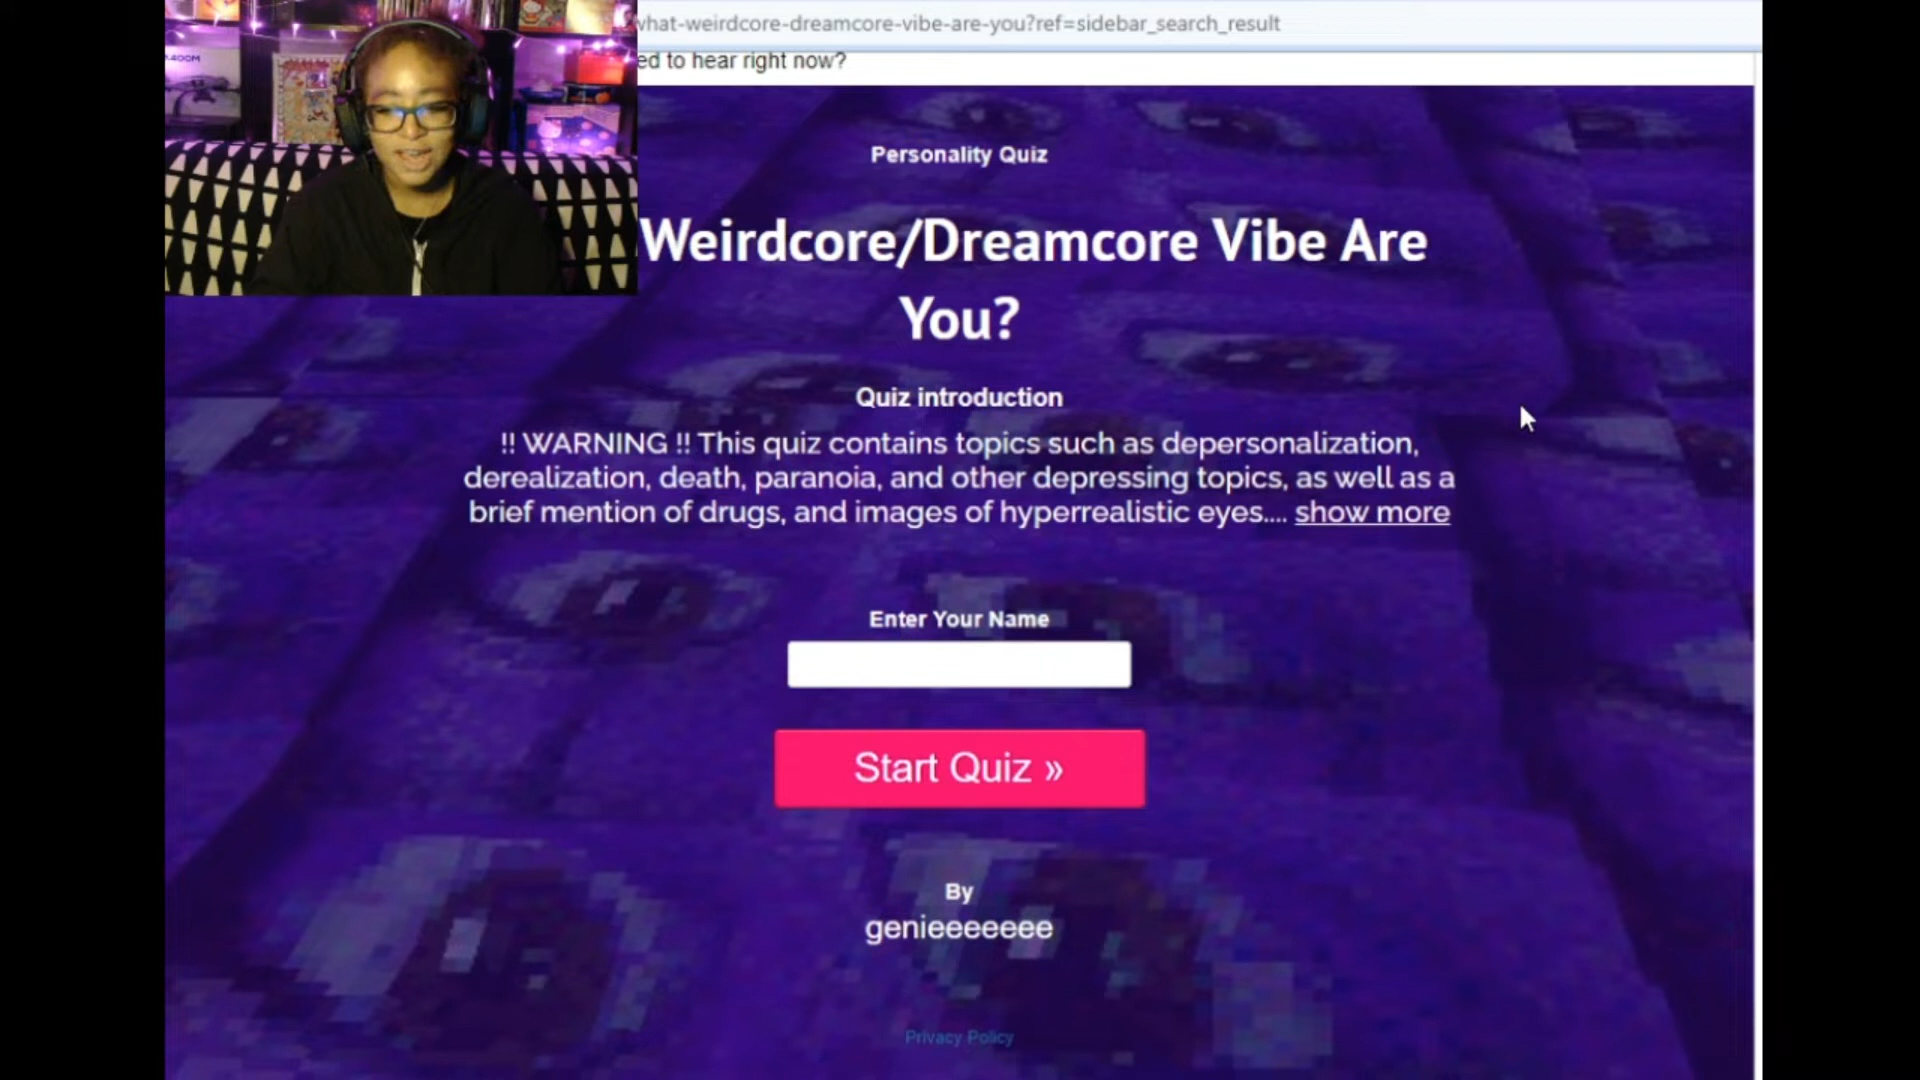 what-weirdcore-dreamcore-vibe-are-you?ref=sidebar_search_result
ed to hear right now?
Personality Quiz
Weirdcore/Dreamcore Vibe Are
You?
Quiz introduction
!! WARNING !! This quiz contains topics such as depersonalization,
derealization, death, paranoia, and other depressing topics, as well as a
brief mention of drugs, and images of hyperrealistic eyes.... show more
Enter Your Name
Start Quiz »
By
genieeeeeee
Privacy Policy